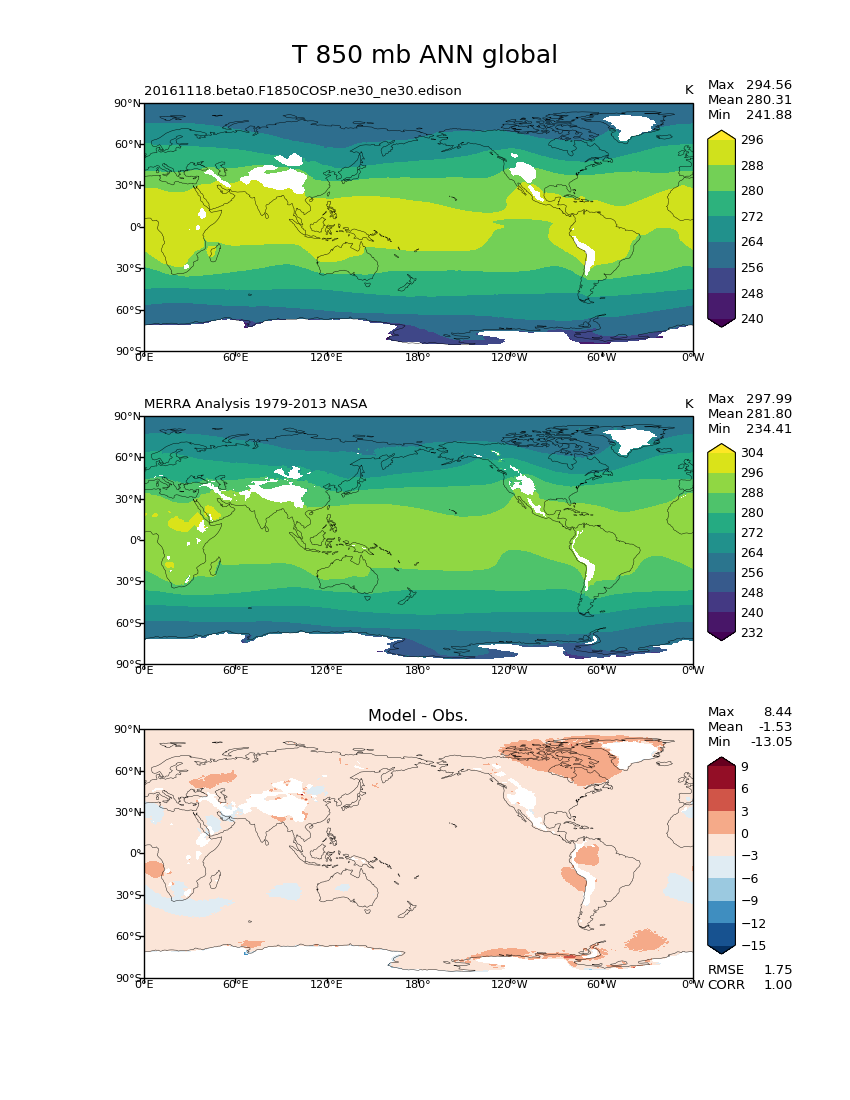 T 850 mb ANN global
20161118.beta0.F1850COSP.ne30_ne30.edison
K
Max 294.56
Mean 280.31
Min 241.88
90°N
60°N
30°N
0°
30°S
60°S
90°S
0°E 60°E 120°E 180° 120°W 60°W 0°W
296
288
280
272
264
256
248
240
MERRA Analysis 1979-2013 NASA
K
Max 297.99
Mean 281.80
Min 234.41
90°N
60°N
30°N
0°
30°S
60°S
90°S
0°E 60°E 120°E 180° 120°W 60°W 0°W
304
296
288
280
272
264
256
248
240
232
Model - Obs.
Max 8.44
Mean -1.53
Min -13.05
90°N
60°N
30°N
0°
30°S
60°S
90°S
0°E 60°E 120°E 180° 120°W 60°W 0°W
9
6
3
0
−3
−6
−9
−12
−15
RMSE 1.75
CORR 1.00